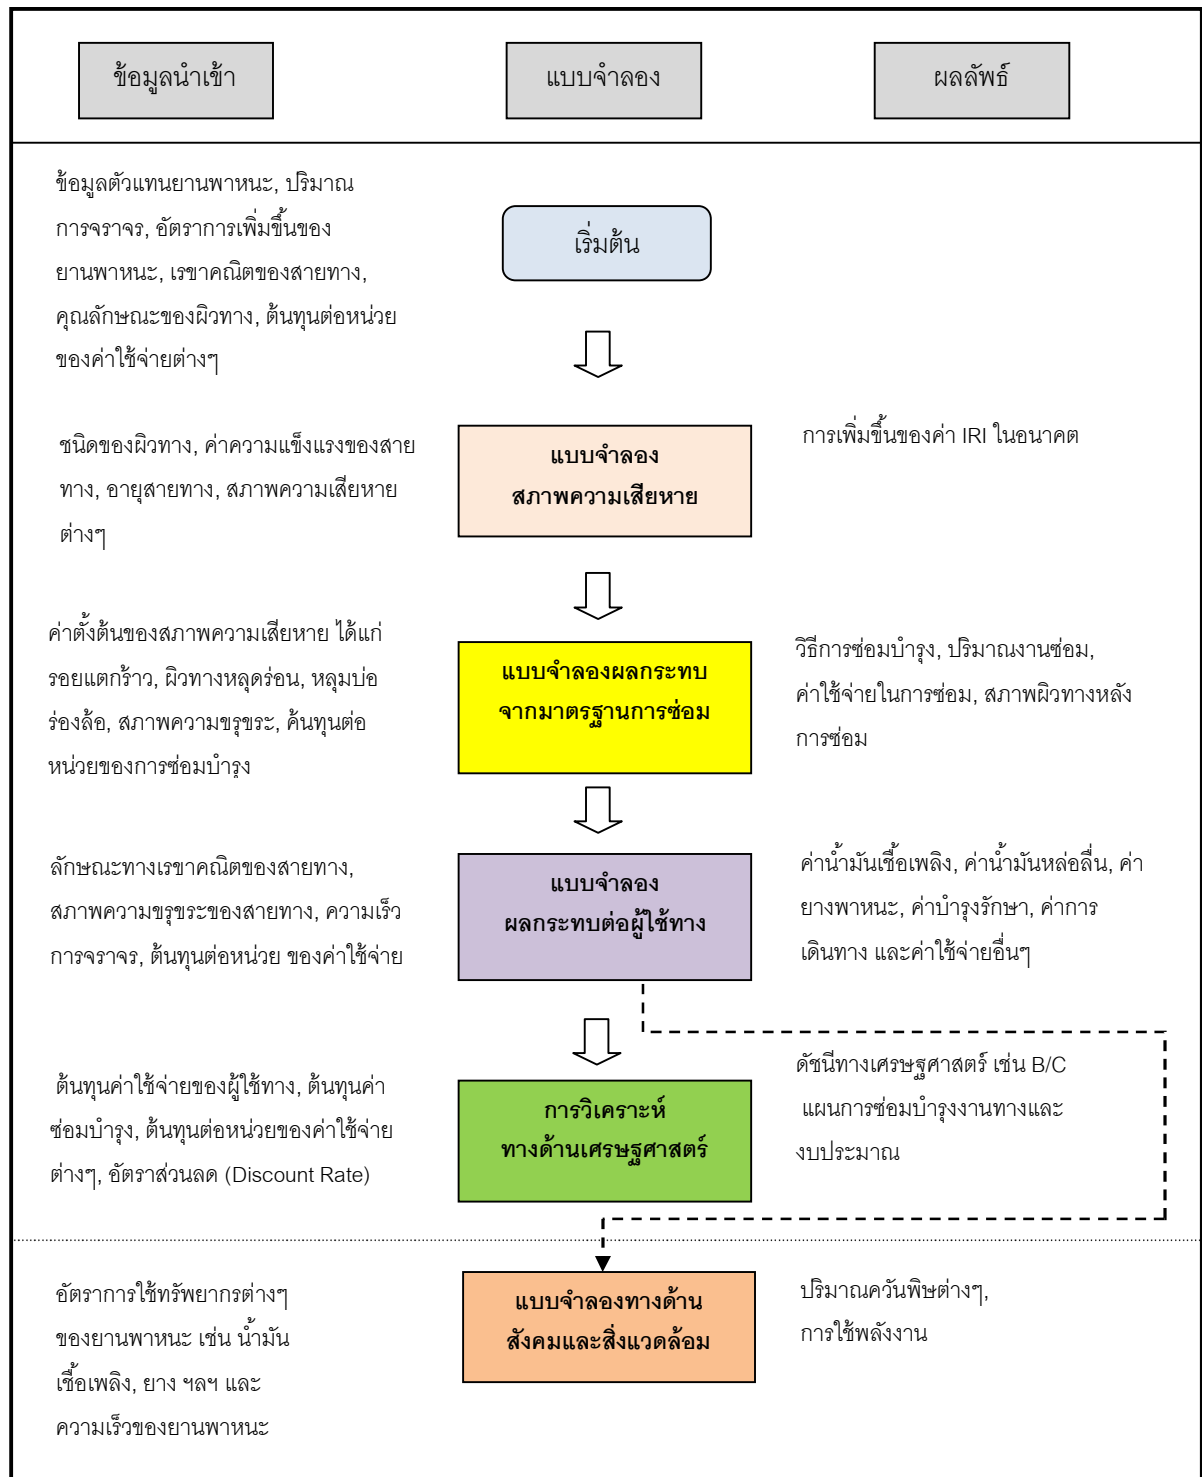 ข้อมูลนำเข้า
แบบจำลอง
ผลลัพธ์
ข้อมูลตัวแทนยานพาหนะ, ปริมาณ
การจราจร, อัตราการเพิ่มขึ้นของ
ยานพาหนะ, เรขาคณิตของสายทาง,
คุณลักษณะของผิวทาง, ต้นทุนต่อหน่วย
ของค่าใช้จ่ายต่างๆ
เริ่มต้น
ชนิดของผิวทาง, ค่าความแข็งแรงของสาย
ทาง, อายุสายทาง, สภาพความเสียหาย
ต่างๆ
แบบจำลอง
สภาพความเสียหาย
การเพิ่มขึ้นของค่า IRI ในอนาคต
ค่าตั้งต้นของสภาพความเสียหาย ได้แก่
รอยแตกร้าว, ผิวทางหลุดร่อน, หลุมบ่อ
ร่องล้อ, สภาพความขรุขระ, ค้นทุนต่อ
หน่วยของการซ่อมบำรุง
แบบจำลองผลกระทบ
จากมาตรฐานการซ่อม
วิธีการซ่อมบำรุง, ปริมาณงานซ่อม,
ค่าใช้จ่ายในการซ่อม, สภาพผิวทางหลัง
การซ่อม
ลักษณะทางเรขาคณิตของสายทาง,
สภาพความขรุขระของสายทาง, ความเร็ว
การจราจร, ต้นทุนต่อหน่วย ของค่าใช้จ่าย
แบบจำลอง
ผลกระทบต่อผู้ใช้ทาง
ค่าน้ำมันเชื้อเพลิง, ค่าน้ำมันหล่อลื่น, ค่า
ยางพาหนะ, ค่าบำรุงรักษา, ค่าการ
เดินทาง และค่าใช้จ่ายอื่นๆ
ต้นทุนค่าใช้จ่ายของผู้ใช้ทาง, ต้นทุนค่า
ซ่อมบำรุง, ต้นทุนต่อหน่วยของค่าใช้จ่าย
ต่างๆ, อัตราส่วนลด (Discount Rate)
การวิเคราะห์
ทางด้านเศรษฐศาสตร์
ดัชนีทางเศรษฐศาสตร์ เช่น B/C
แผนการซ่อมบำรุงงานทางและ
งบประมาณ
อัตราการใช้ทรัพยากรต่างๆ
ของยานพาหนะ เช่น น้ำมัน
เชื้อเพลิง, ยาง ฯลฯ และ
ความเร็วของยานพาหนะ
แบบจำลองทางด้าน
สังคมและสิ่งแวดล้อม
ปริมาณควันพิษต่างๆ,
การใช้พลังงาน